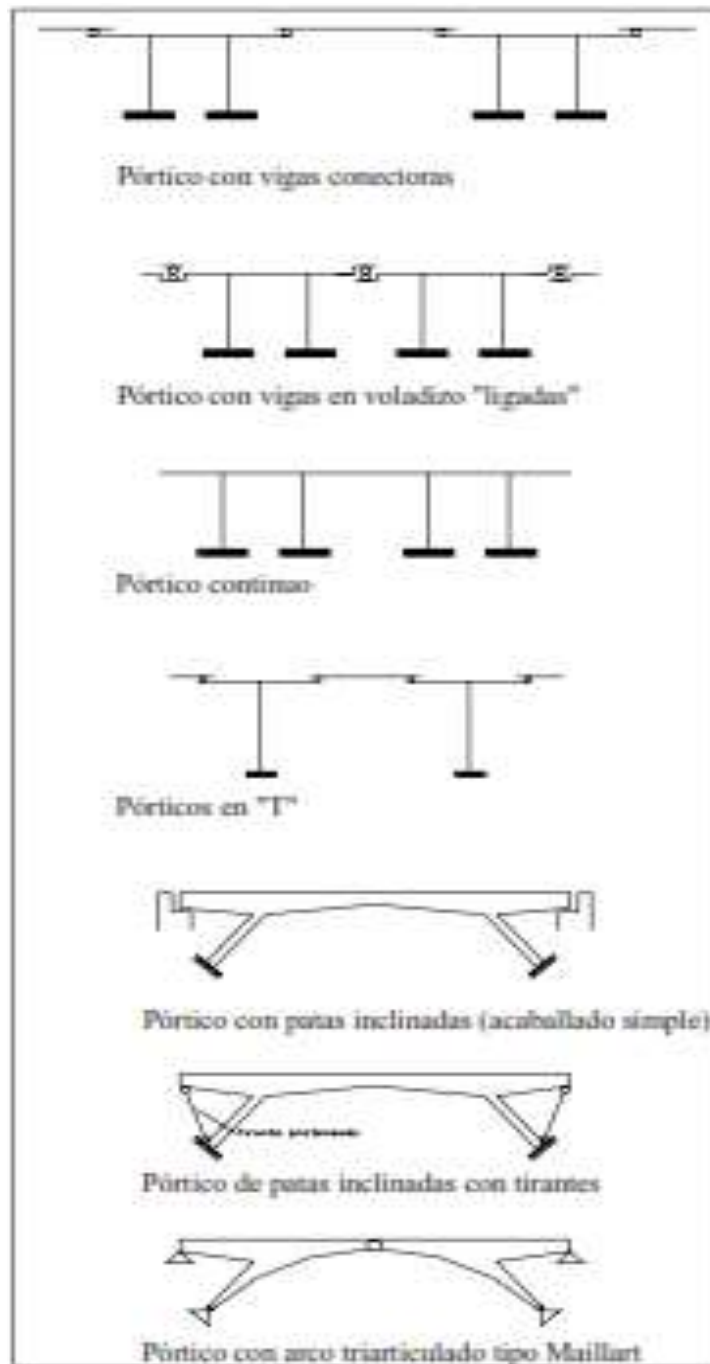 Pórtico con vigas conectoras
Pórtico con vigas en voladizo "ligadas"
Pórtico continuo
Pórticos en "T"
Pórtico con patas inclinadas (acaballado simple)
Pórtico de patas inclinadas con tirantes
Pórtico con arco triarticulado tipo Maillart